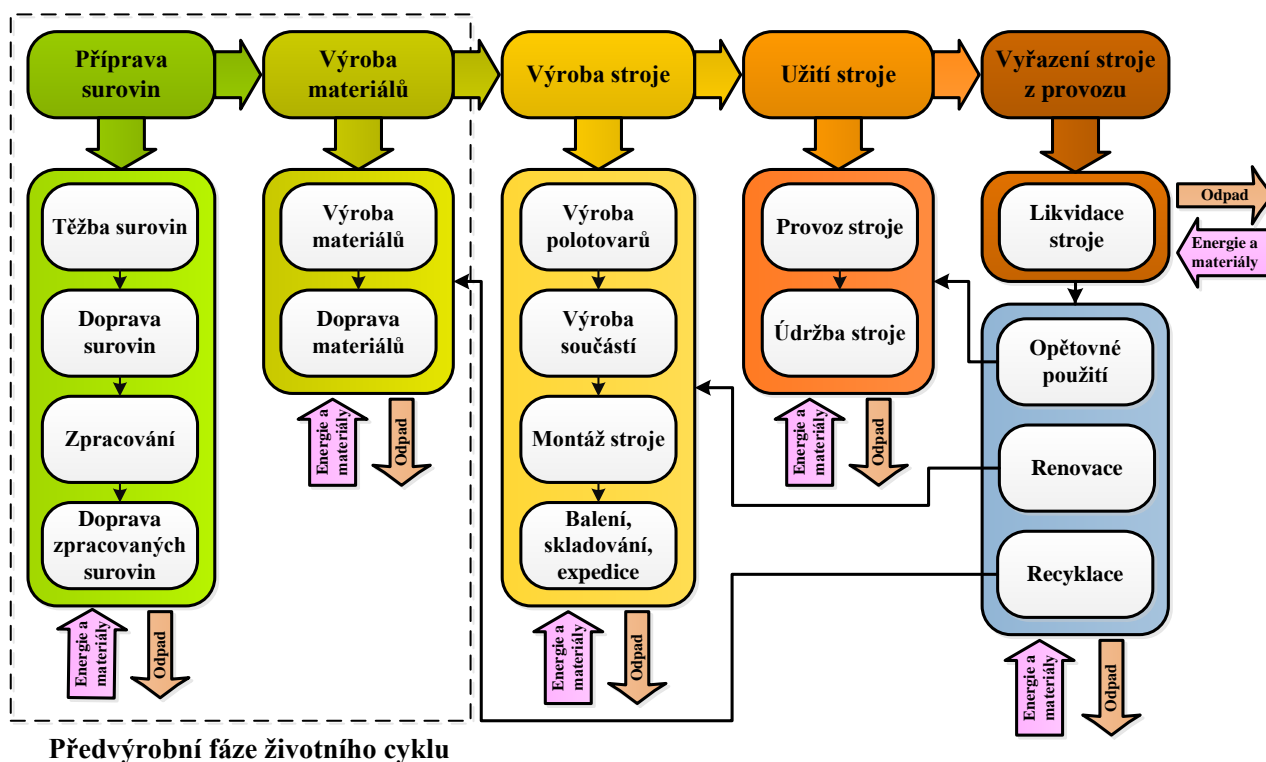 Příprava
surovin
Výroba
materiálů
Výroba stroje
Užití stroje
Vyřazení stroje
z provozu
Těžba surovin
Doprava
surovin
Zpracování
Doprava
zpracovaných
surovin
Energie a
materiály
Odpad
Výroba
materiálů
Doprava
materiálů
Energie a
materiály
Odpad
Výroba
polotovarů
Výroba
součástí
Montáž stroje
Balení,
skladování,
expedice
Energie a
materiály
Odpad
Provoz stroje
Údržba stroje
Energie a
materiály
Odpad
Likvidace
stroje
Odpad
Energie a
materiály
Opětovné
použití
Renovace
Recyklace
Energie a
materiály
Odpad
Předvýrobní fáze životního cyklu